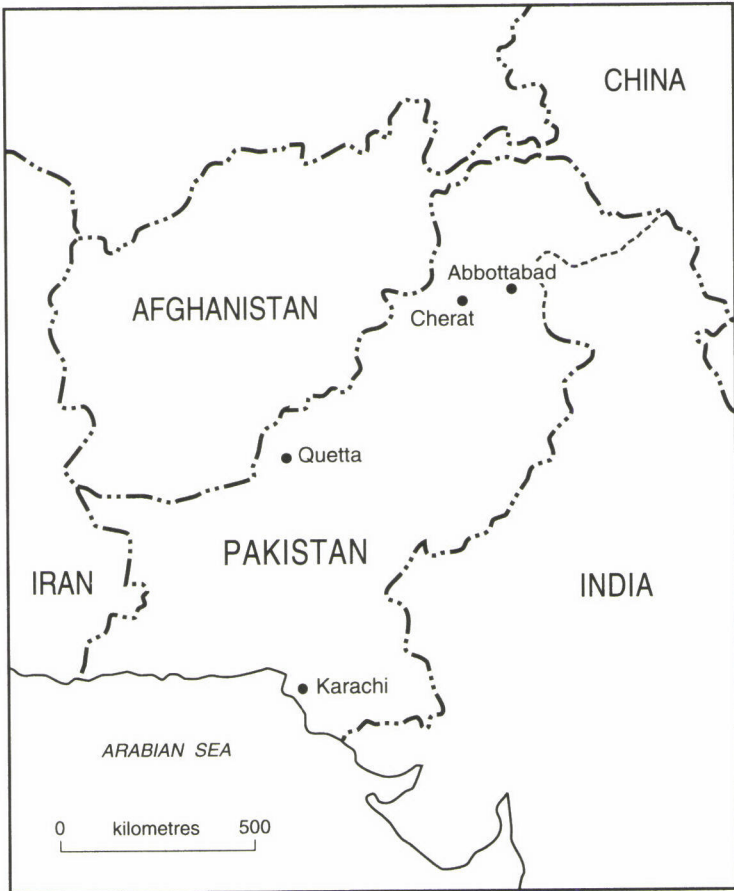 CHINA
Abbottabad
AFGHANISTAN
Cherat
Quetta
PAKISTAN
IRAN
INDIA
Karachi
ARABIAN SEA
0 kilometres 500